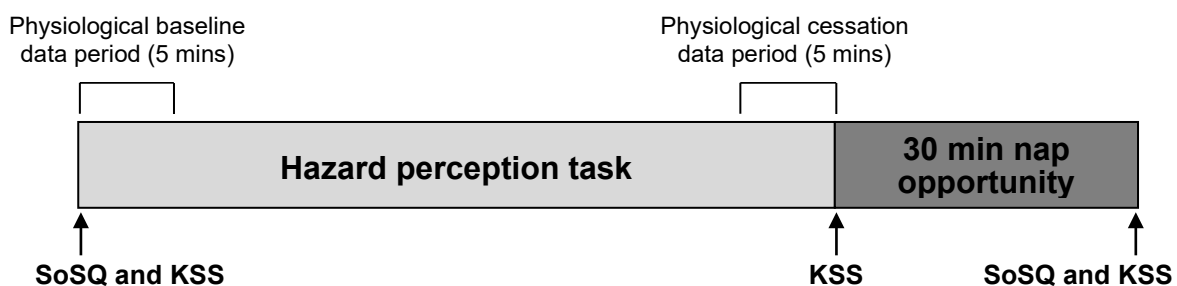 Physiological baseline
data period (5 mins)
Physiological cessation
data period (5 mins)
Hazard perception task
30 min nap
opportunity
SoSQ and KSS
KSS
SoSQ and KSS